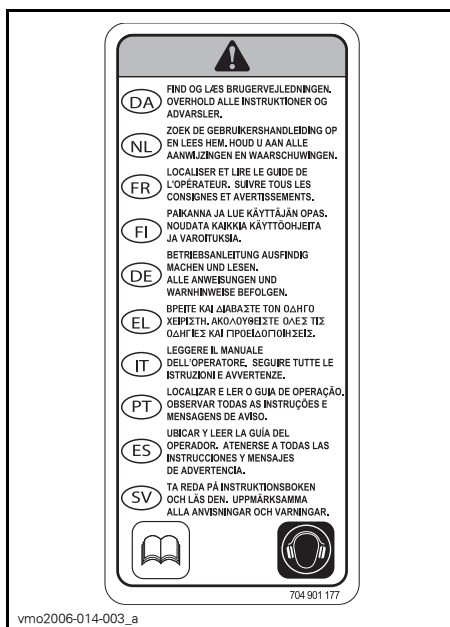 DA
FIND OG LÆS BRUGERVEJLEDNINGEN.
OVERHOLD ALLE INSTRUKTIONER OG
ADVARSLER.
NL
ZOEK DE GEBRUIKERSHANDLEIDING OP
EN LEES HEM. HOUD U AAN ALLE
AANWIJZINGEN EN WAARSCHUWINGEN.
FR
LOCALISER ET LIRE LE GUIDE DE
L'OPÉRATEUR. SUIVRE TOUS LES
CONSIGNES ET AVERTISSEMENTS.
FI
PAIKANNA JA LUE KÄYTTÄJÄN OPAS.
NOUDATA KAIKKIA KÄYTTÖOHJEITA
JA VAROITUKSIA.
DE
BETRIEBSANLEITUNG AUSFINDIG
MACHEN UND LESEN.
ALLE ANWEISUNGEN UND
WARNHINWEISE BEFOLGEN.
EL
ΒΡΕΙΤΕ ΚΑΙ ΔΙΑΒΑΣΤΕ ΤΟΝ ΟΔΗΓΟ
ΧΕΙΡΙΣΤΗ. ΑΚΟΛΟΥΘΕΙΣΤΕ ΟΛΕΣ ΤΙΣ
ΟΔΗΓΙΕΣ ΚΑΙ ΠΡΟΕΙΔΟΠΟΙΗΣΕΙΣ.
IT
LEGGERE IL MANUALE
DELL'OPERATORE. SEGUIRE TUTTE LE
ISTRUZIONI E AVVERTENZE.
PT
LOCALIZAR E LER O GUIA DE OPERAÇÃO.
OBSERVAR TODAS AS INSTRUÇÕES E
MENSAGENS DE AVISO.
ES
UBICAR Y LEER LA GUÍA DEL
OPERADOR. ATENERSE A TODAS LAS
INSTRUCCIONES Y MENSAJES
DE ADVERTENCIA.
SV
TA REDA PÅ INSTRUKTIONSBOKEN
OCH LÄS DEN. UPPMÄRKSAMMA
ALLA ANVISNINGAR OCH VARNINGAR.
704 901 177
vmo2006-014-003_a